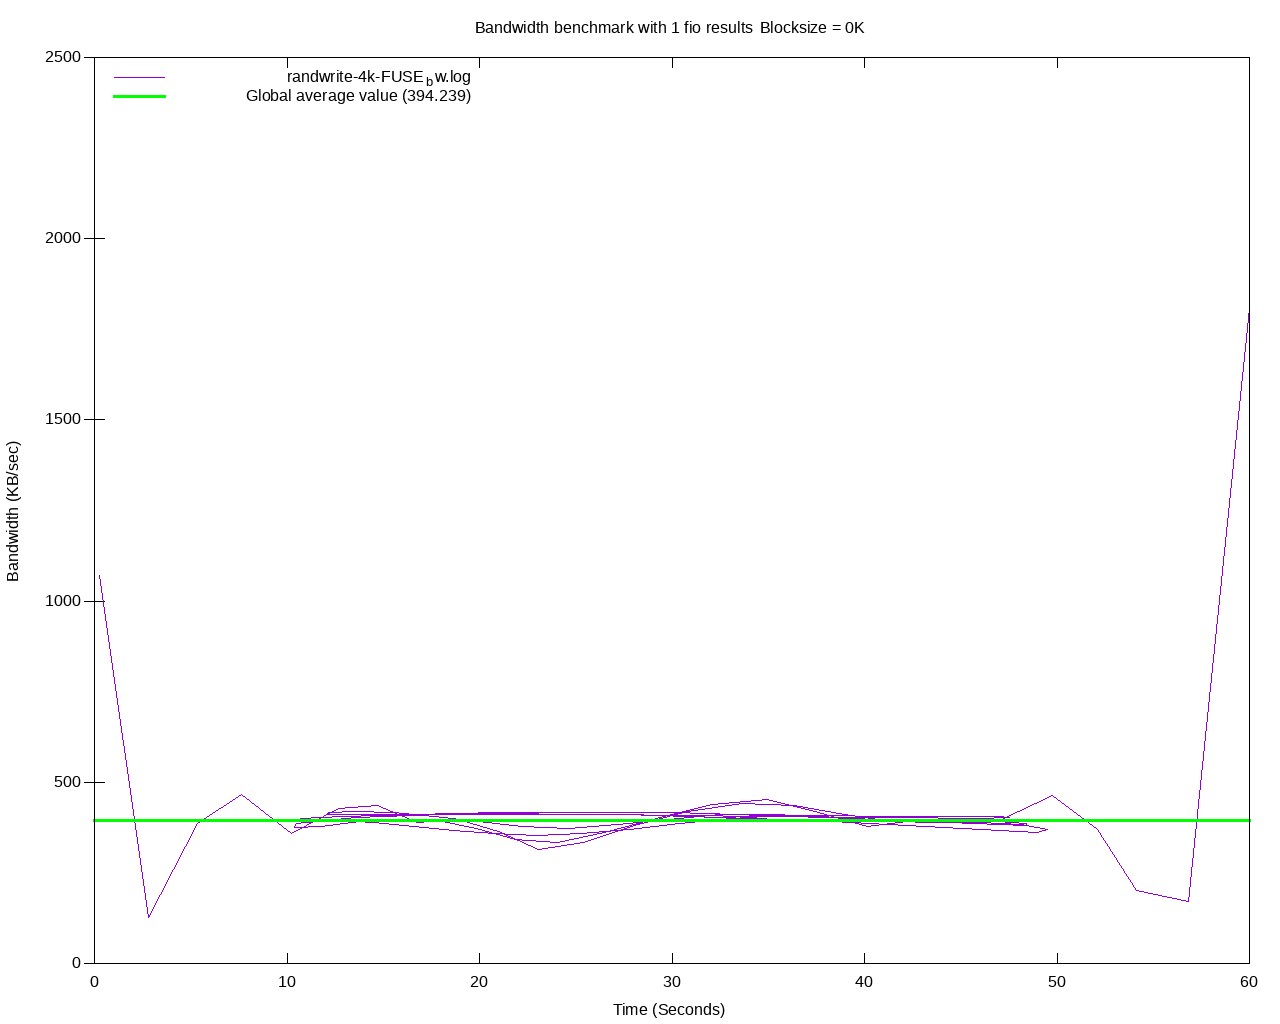 Bandwidth benchmark with 1 fio results Blocksize = 0K
randwrite-4k-FUSE_bw.log
Global average value (394.239)
2500
2000
1500
1000
500
0
Bandwidth (KB/sec)
0 10 20 30 40 50 60
Time (Seconds)